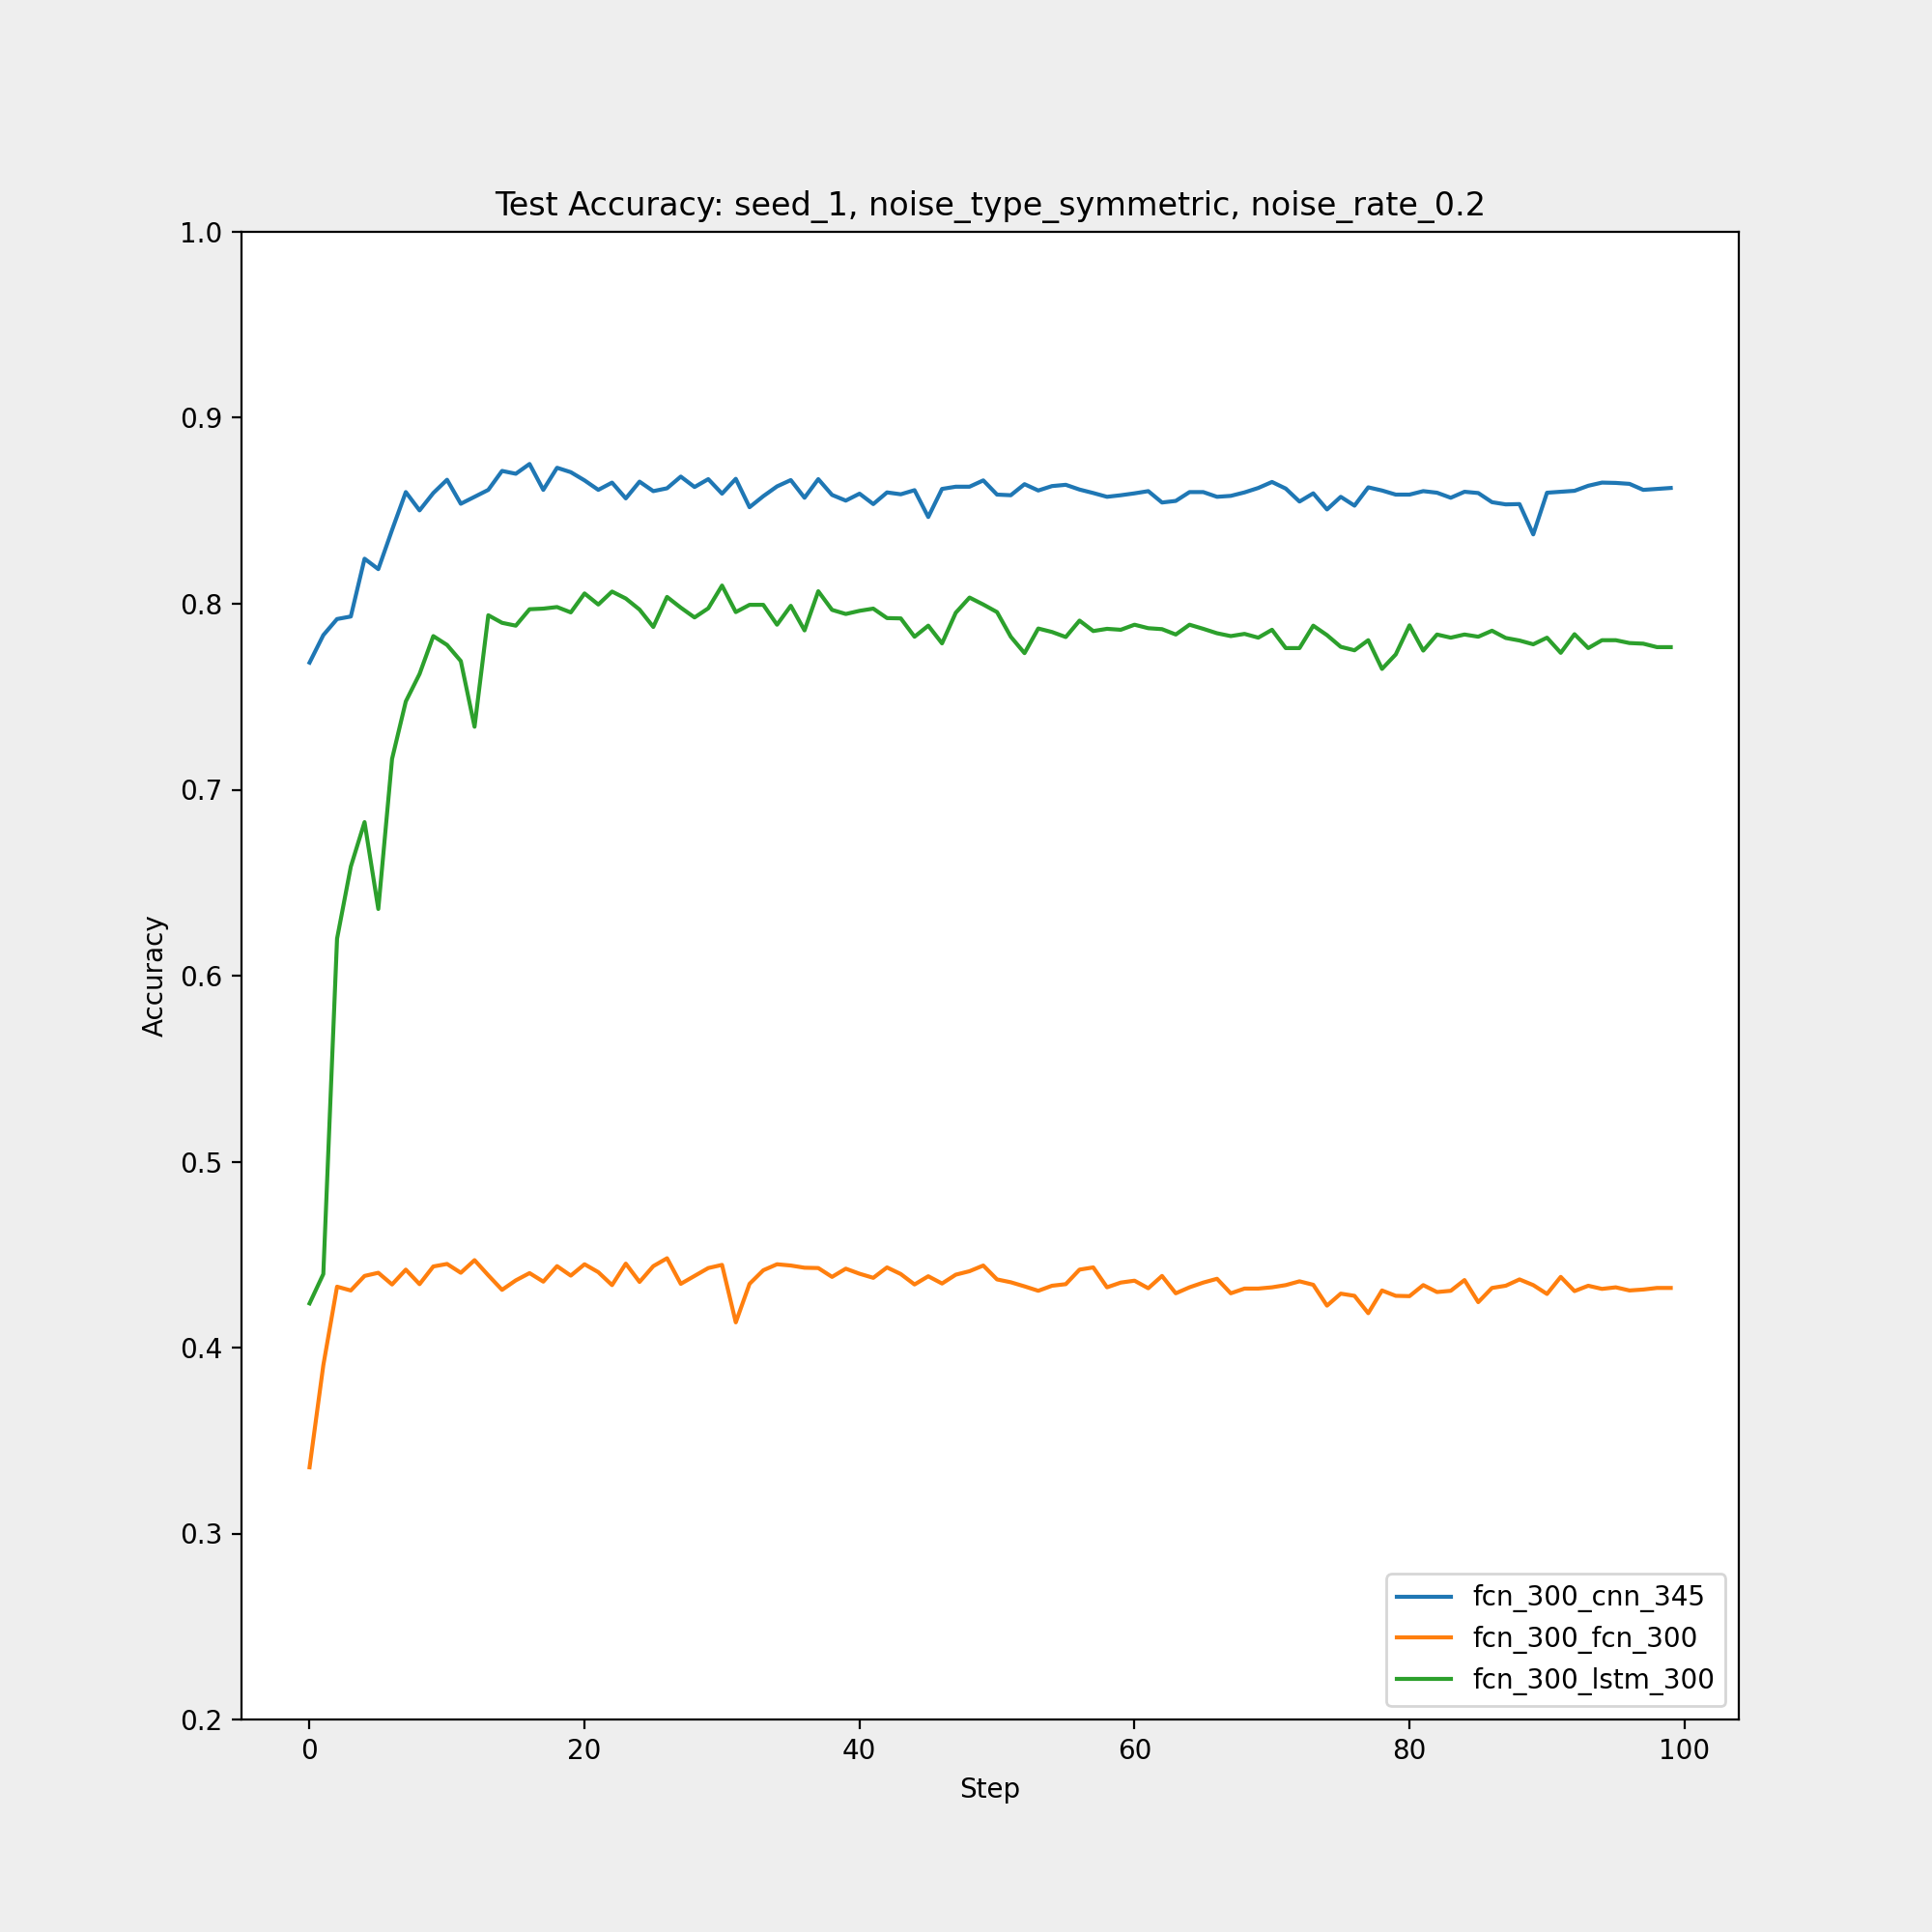 Test Accuracy: seed_1, noise_type_symmetric, noise_rate_0.2
1.0
0.9
0.8
0.7
0.6
0.5
0.4
0.3
0.2
Accuracy
fcn_300_cnn_345
fcn_300_fcn_300
fcn_300_lstm_300
0 20 40 60 80 100
Step